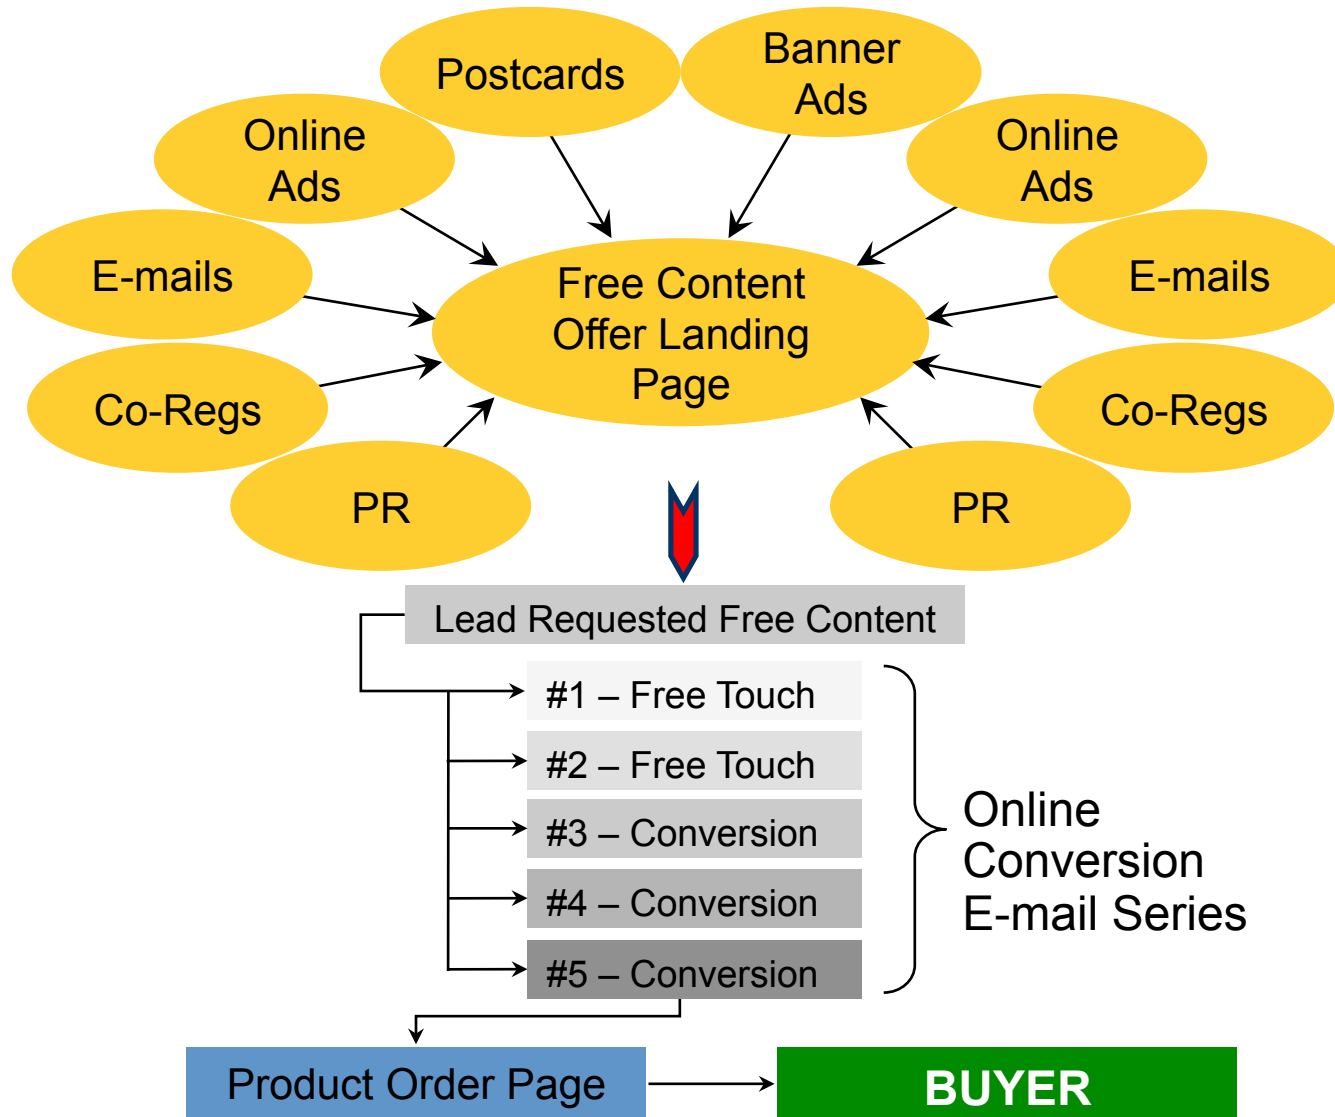 Postcards
Banner
Ads
Online
Ads
Online
Ads
E-mails
Free Content
Offer Landing
Page
E-mails
Co-Regs
Co-Regs
PR
PR
Lead Requested Free Content
#1 – Free Touch
#2 – Free Touch
#3 – Conversion
#4 – Conversion
#5 – Conversion
Online
Conversion
E-mail Series
Product Order Page
BUYER